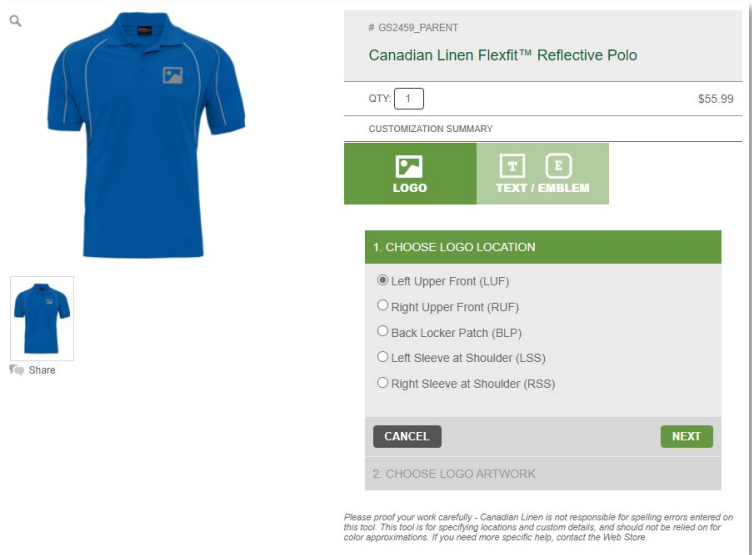 # GS2459_PARENT
Canadian Linen Flexfit™ Reflective Polo
QTY: 1 $55.99
CUSTOMIZATION SUMMARY
T E
LOGO TEXT / EMBLEM
1. CHOOSE LOGO LOCATION
Left Upper Front (LUF)
Right Upper Front (RUF)
Back Locker Patch (BLP)
Left Sleeve at Shoulder (LSS)
Right Sleeve at Shoulder (RSS)
Share
CANCEL NEXT
2. CHOOSE LOGO ARTWORK
Please proof your work carefully - Canadian Linen is not responsible for spelling errors entered on
this tool. This tool is for specifying locations and custom details, and should not be relied on for
color approximations. If you need more specific help, contact the Web Store.